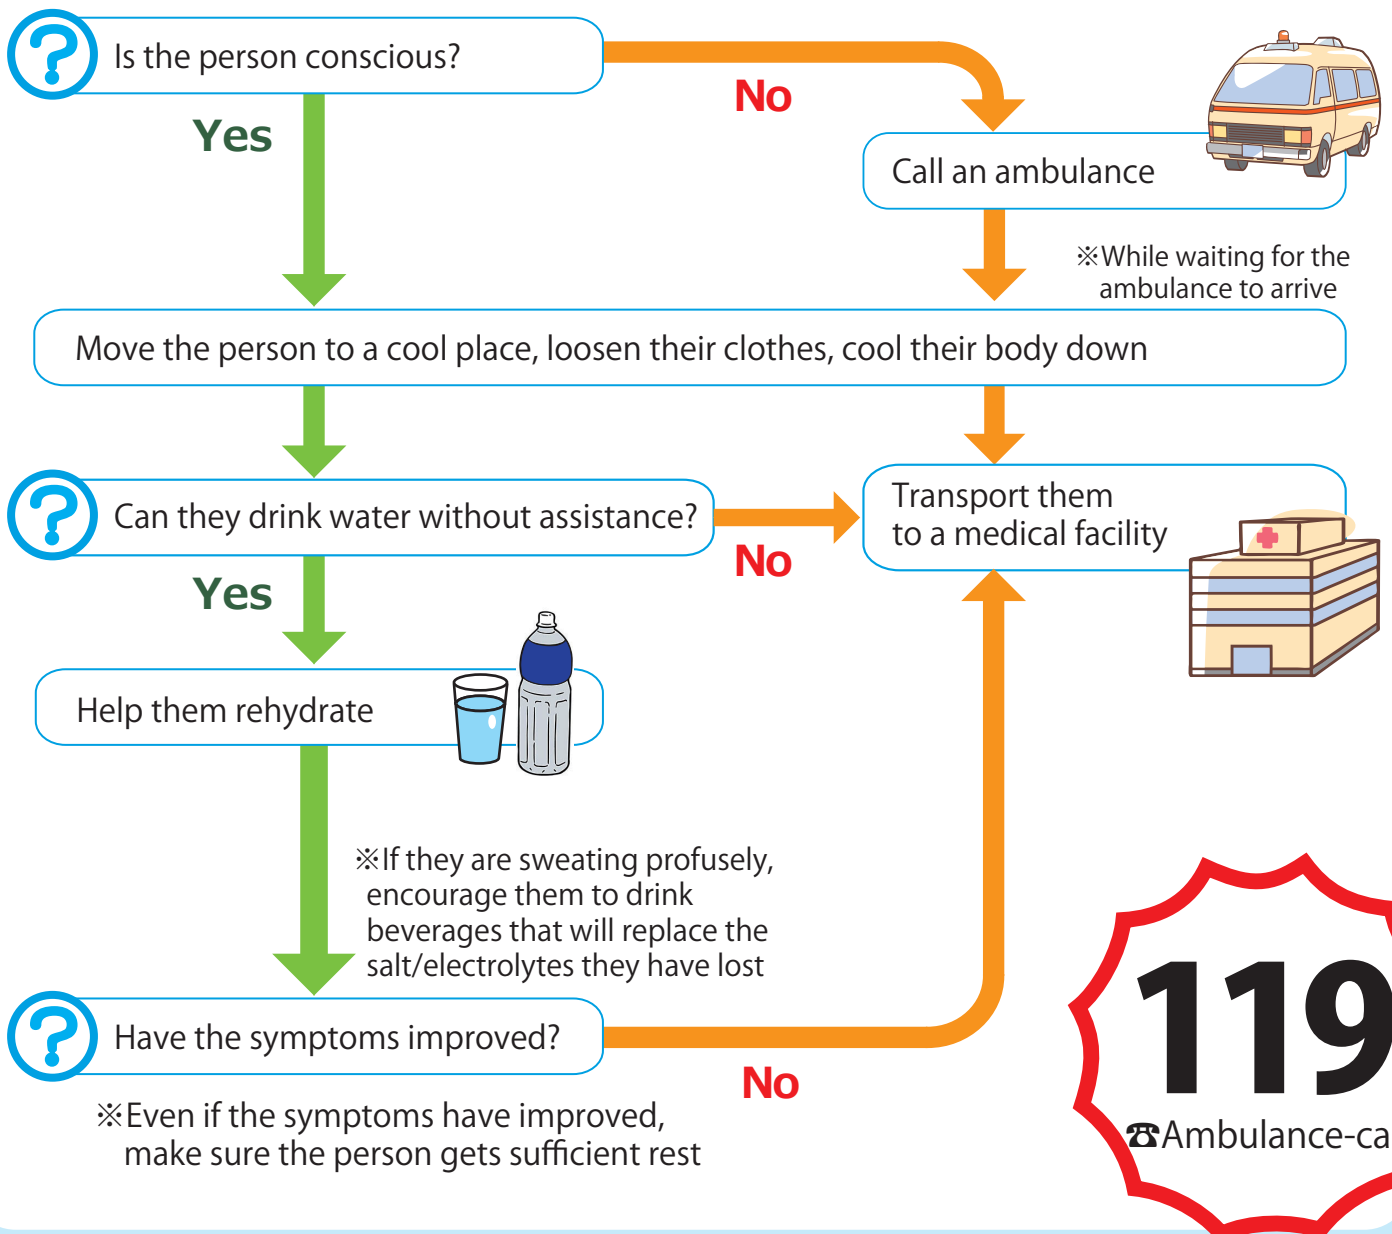 Is the person conscious?
No
Yes
Call an ambulance
※While waiting for the
ambulance to arrive
Move the person to a cool place, loosen their clothes, cool their body down
Can they drink water without assistance?
No
Transport them
to a medical facility
Yes
Help them rehydrate
※If they are sweating profusely,
encourage them to drink
beverages that will replace the
salt/electrolytes they have lost
Have the symptoms improved?
No
※Even if the symptoms have improved,
make sure the person gets sufficient rest
119
☎Ambulance-ca